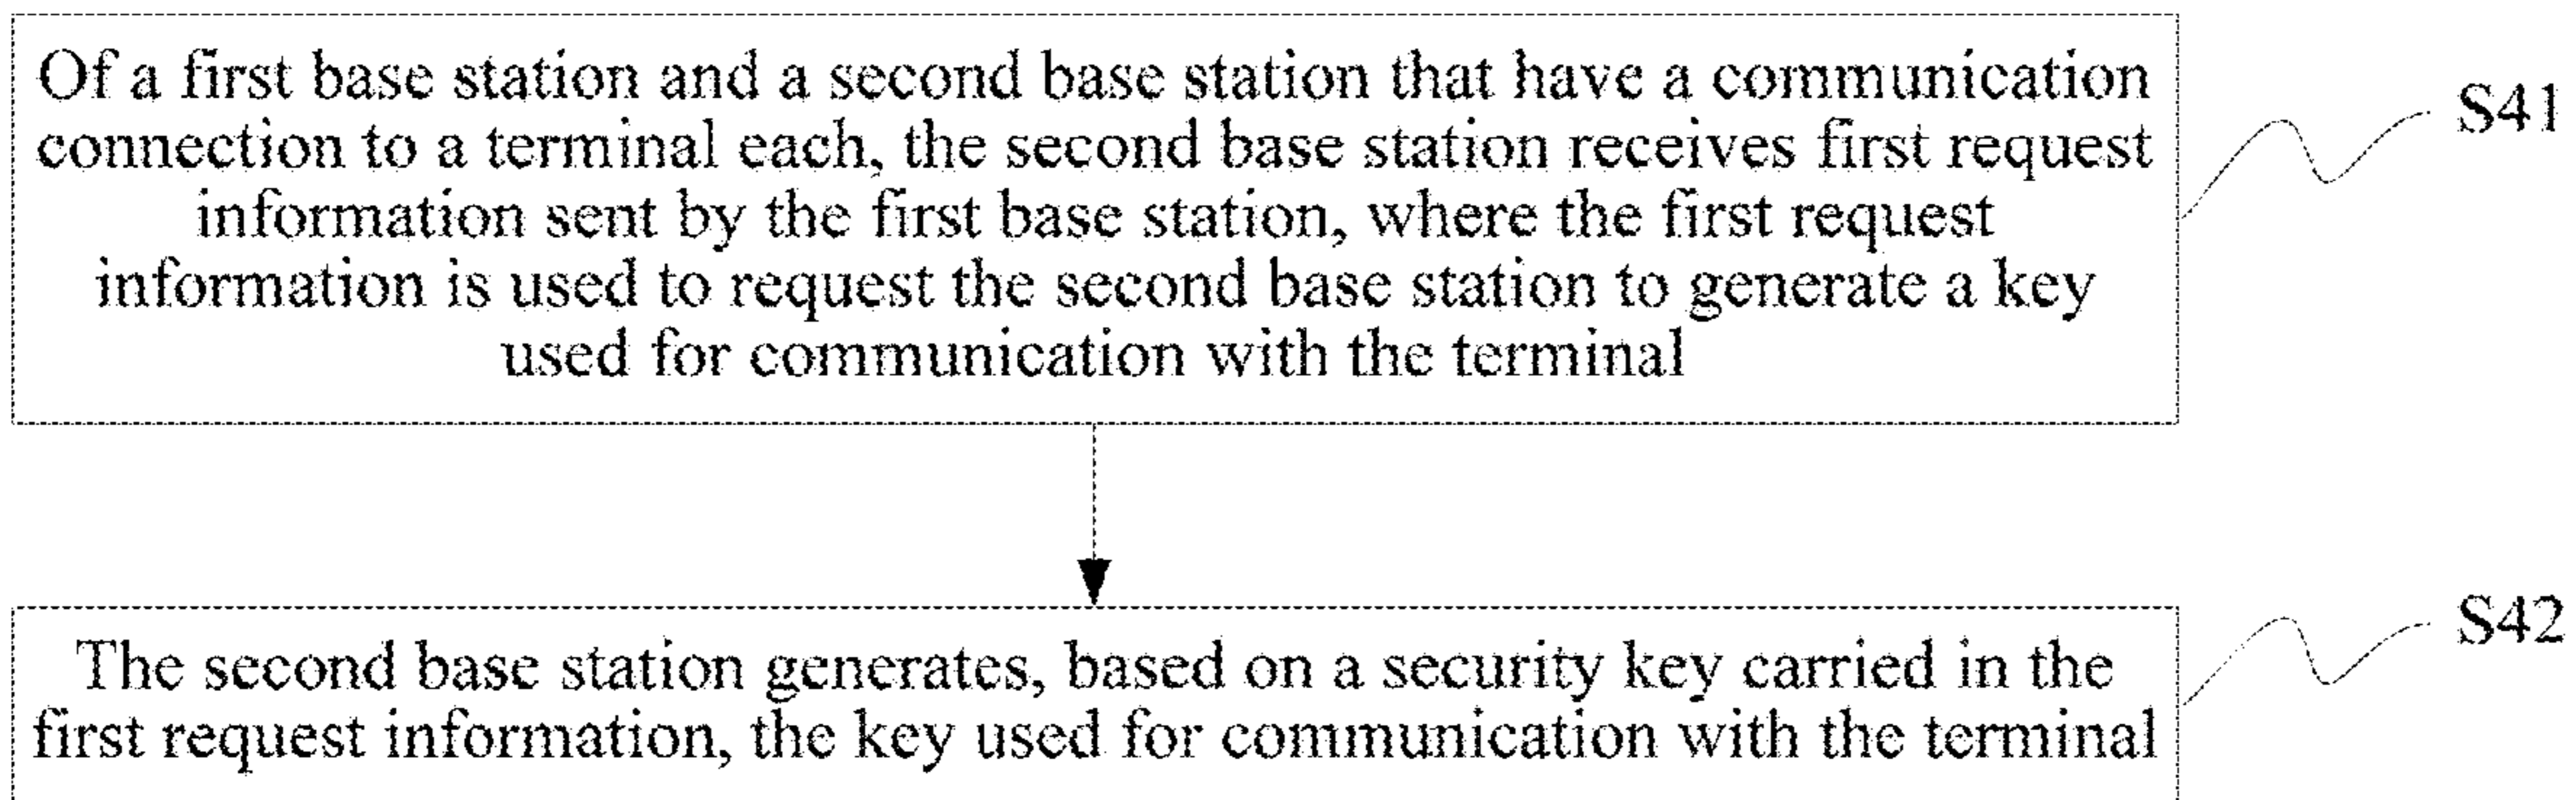 Of a first base station and a second base station that have a communication
connection to a terminal each, the second base station receives first request
information sent by the first base station, where the first request
information is used to request the second base station to generate a key
used for communication with the terminal
S41
The second base station generates, based on a security key carried in the
first request information, the key used for communication with the terminal
S42